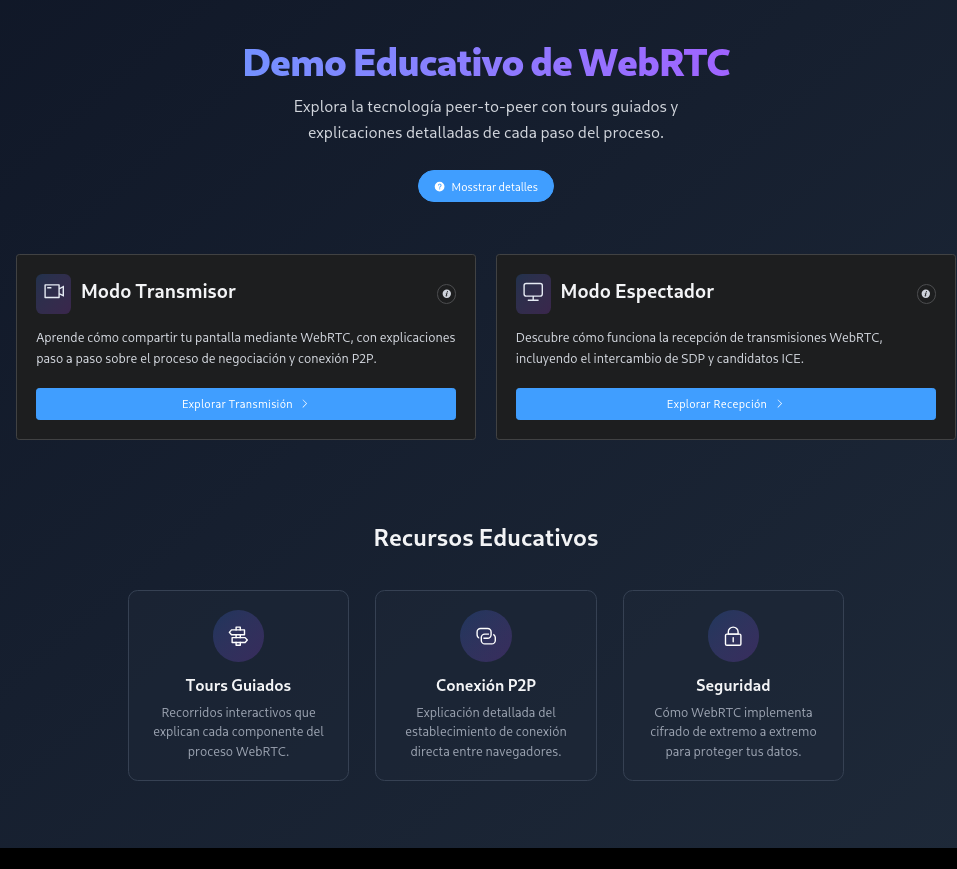 Demo Educativo de WebRTC
Explora la tecnología peer-to-peer con tours guiados y
explicaciones detalladas de cada paso del proceso.
Mosstrar detalles
Modo Transmisor
Aprende cómo compartir tu pantalla mediante WebRTC, con explicaciones
paso a paso sobre el proceso de negociación y conexión P2P.
Explorar Transmisión
Modo Espectador
Descubre cómo funciona la recepción de transmisiones WebRTC,
incluyendo el intercambio de SDP y candidatos ICE.
Explorar Recepción
Recursos Educativos
Tours Guiados
Recorridos interactivos que
explican cada componente del
proceso WebRTC.
Conexión P2P
Explicación detallada del
establecimiento de conexión
directa entre navegadores.
Seguridad
Cómo WebRTC implementa
cifrado de extremo a extremo
para proteger tus datos.